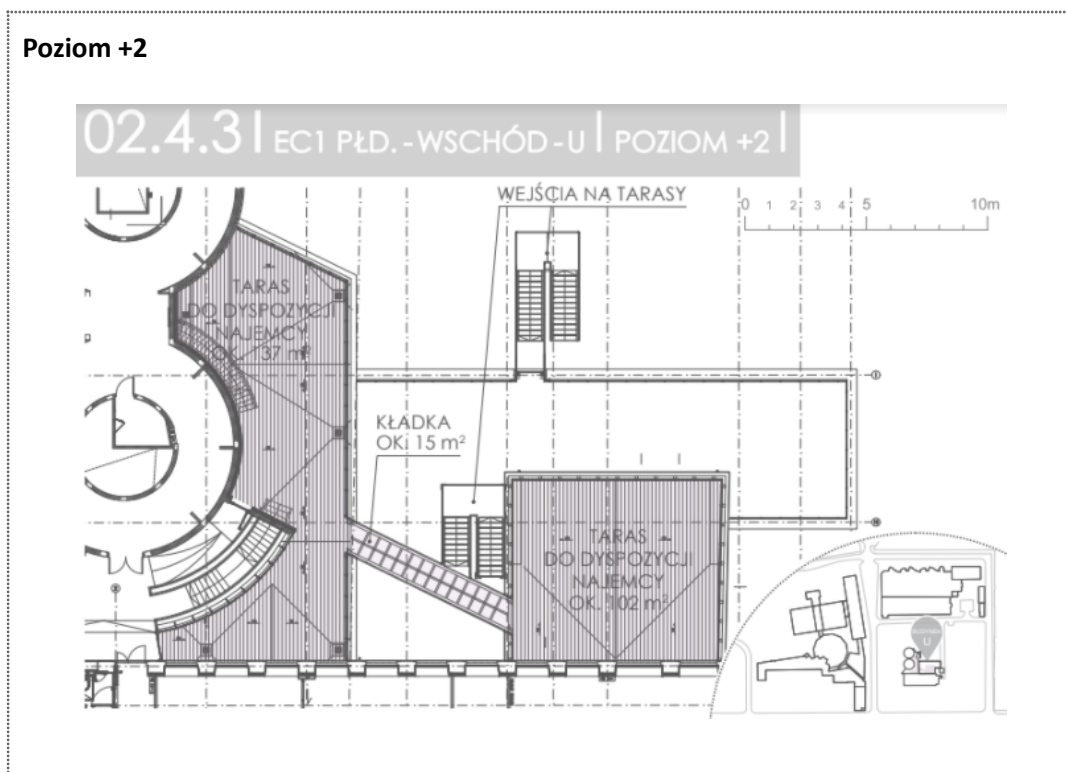 Poziom +2
02.4.3 | EC1 PŁD. - WSCHÓD - U | POZIOM +2 |
WEJŚCIA NA TARASY
0 1 2 3 4 5 10m
TARAS
DO DYSPOZYCJI
NAJEMCY
OK. 137 m²
KŁADKA
OK. 15 m²
TARAS
DO DYSPOZYCJI
NAJEMCY
OK. 102 m²
U